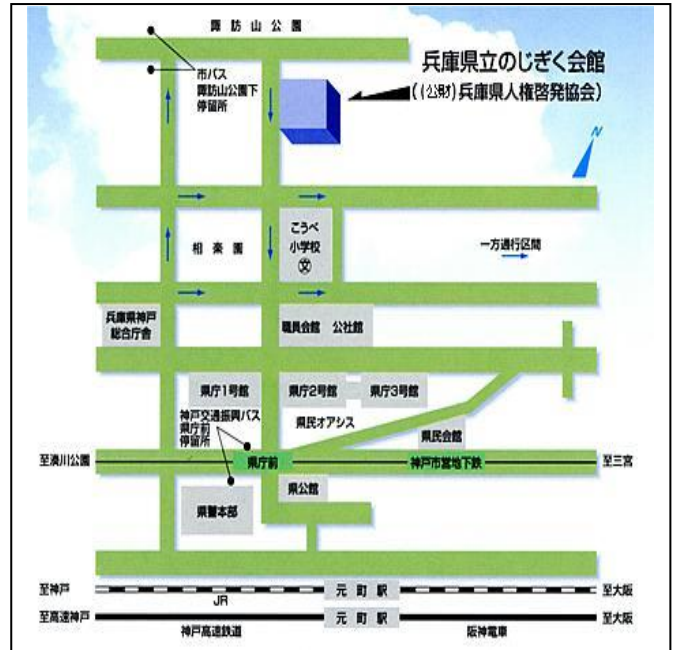 諏訪山公園
兵庫県立のじぎく会館
((公財)兵庫県人権啓発協会)
市バス
諏訪山公園下
停留所
N
こうべ
小学校
文
相楽園
一方通行区間
兵庫県神戸
総合庁舎
職員会館 公社館
県庁1号館
県庁2号館
県庁3号館
神戸交通振興バス
県庁前
停留所
県民オアシス
県民会館
至湊川公園
県庁前
神戸市営地下鉄
至三宮
県公館
県警本部
至神戸
JR
元町駅
至大阪
至高速神戸
神戸高速鉄道
元町駅
阪神電車
至大阪